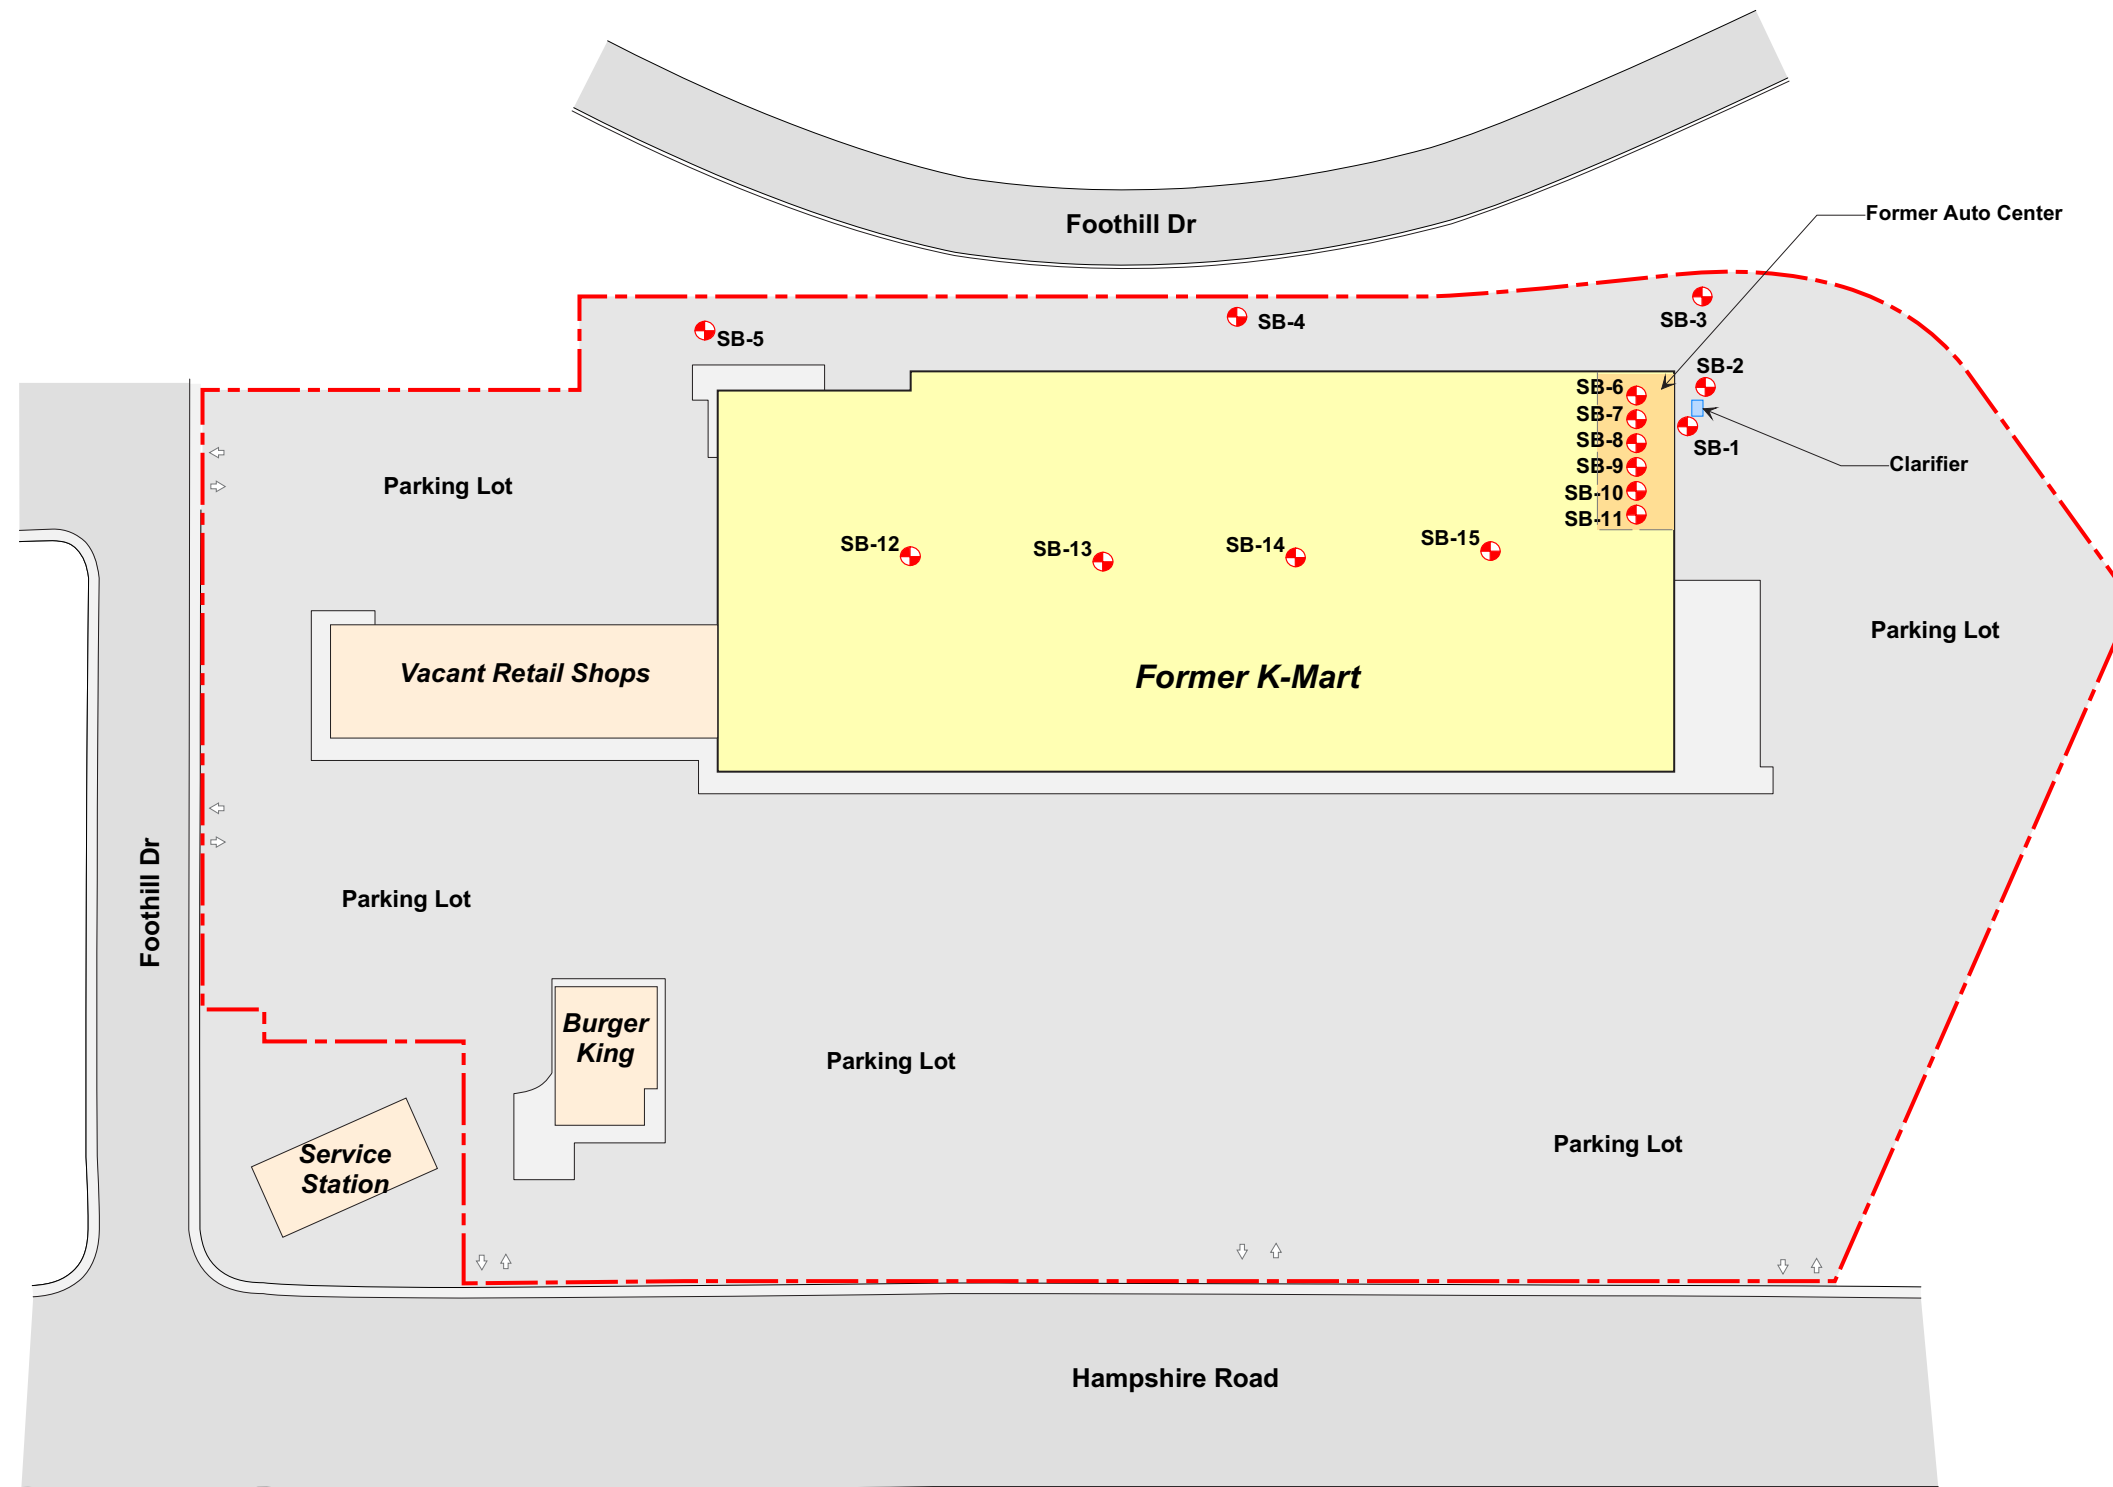 Foothill Dr
Former Auto Center
SB-3
SB-4
SB-5
SB-2
SB-6
SB-7
SB-8
SB-1
SB-9
Clarifier
Parking Lot
SB-10
SB-11
SB-12
SB-13
SB-14
SB-15
Parking Lot
Vacant Retail Shops
Former K-Mart
Foothill Dr
Parking Lot
Burger
King
Parking Lot
Parking Lot
Service
Station
Hampshire Road